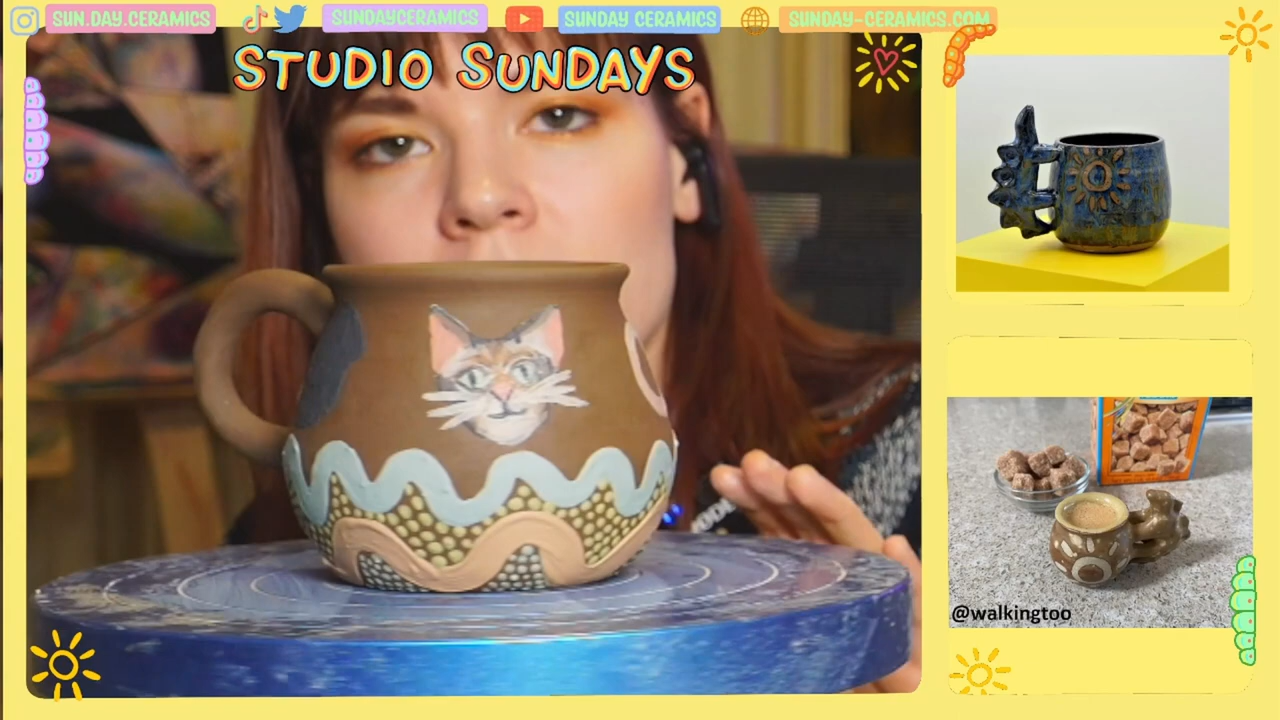 SUN.DAY.CERAMICS
SUNDAYCERAMICS
SUNDAY CERAMICS
SUNDAY-CERAMICS.COM
STUDIO SUNDAYS
@walkingtoo